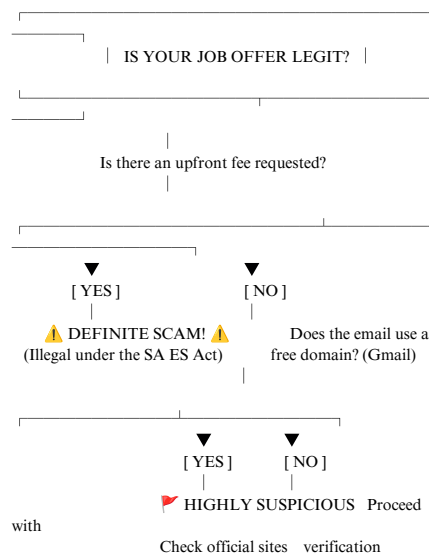 IS YOUR JOB OFFER LEGIT?
Is there an upfront fee requested?
[ YES ] [ NO ]
⚠️ DEFINITE SCAM! ⚠️ Does the email use a
(Illegal under the SA ES Act) free domain? (Gmail)
[ YES ] [ NO ]
🚩 HIGHLY SUSPICIOUS Proceed
with
Check official sites verification